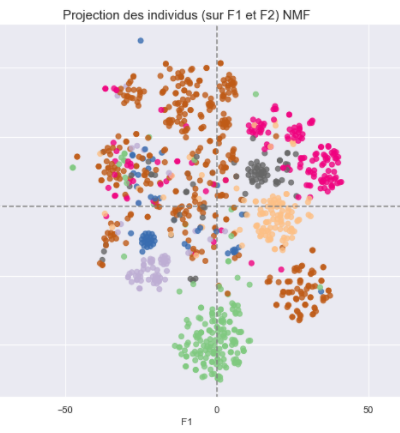 Projection des individus (sur F1 et F2) NMF
−50
0
50
F1